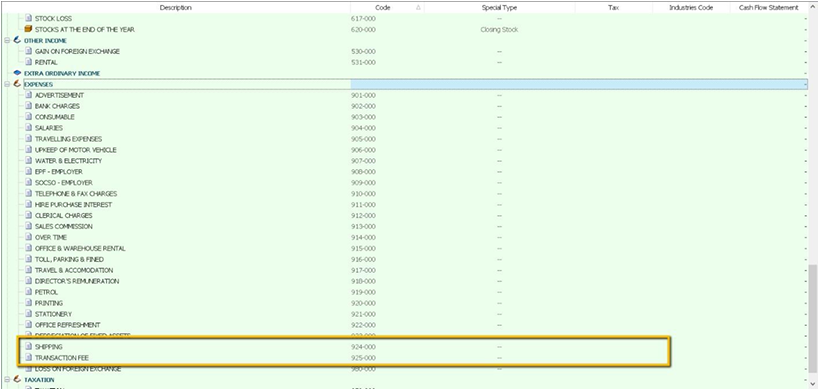 Description Code Special Type Tax Industries Code Cash Flow Statement
STOCK LOSS 617-000 ---
STOCKS AT THE END OF THE YEAR 620-000 Closing Stock
OTHER INCOME
GAIN ON FOREIGN EXCHANGE 530-000 ---
RENTAL 531-000 ---
EXTRA ORDINARY INCOME
EXPENSES
ADVERTISEMENT 901-000 ---
BANK CHARGES 902-000 ---
CONSUMABLE 903-000 ---
SALARIES 904-000 ---
TRAVELLING EXPENSES 905-000 ---
UPKEEP OF MOTOR VEHICLE 906-000 ---
WATER & ELECTRICITY 907-000 ---
EPF - EMPLOYER 908-000 ---
SOCSO - EMPLOYER 909-000 ---
TELEPHONE & FAX CHARGES 910-000 ---
HIRE PURCHASE INTEREST 911-000 ---
CLERICAL CHARGES 912-000 ---
SALES COMMISSION 913-000 ---
OVER TIME 914-000 ---
OFFICE & WAREHOUSE RENTAL 915-000 ---
TOLL, PARKING & FINED 916-000 ---
TRAVEL & ACCOMODATION 917-000 ---
DIRECTOR'S REMUNERATION 918-000 ---
PETROL 919-000 ---
PRINTING 920-000 ---
STATIONERY 921-000 ---
OFFICE REFRESHMENT 922-000 ---
DEPRECIATION OF FIXED ASSETS 923-000 ---
SHIPPING 924-000 ---
TRANSACTION FEE 925-000 ---
LOSS ON FOREIGN EXCHANGE 980-000 ---
TAXATION